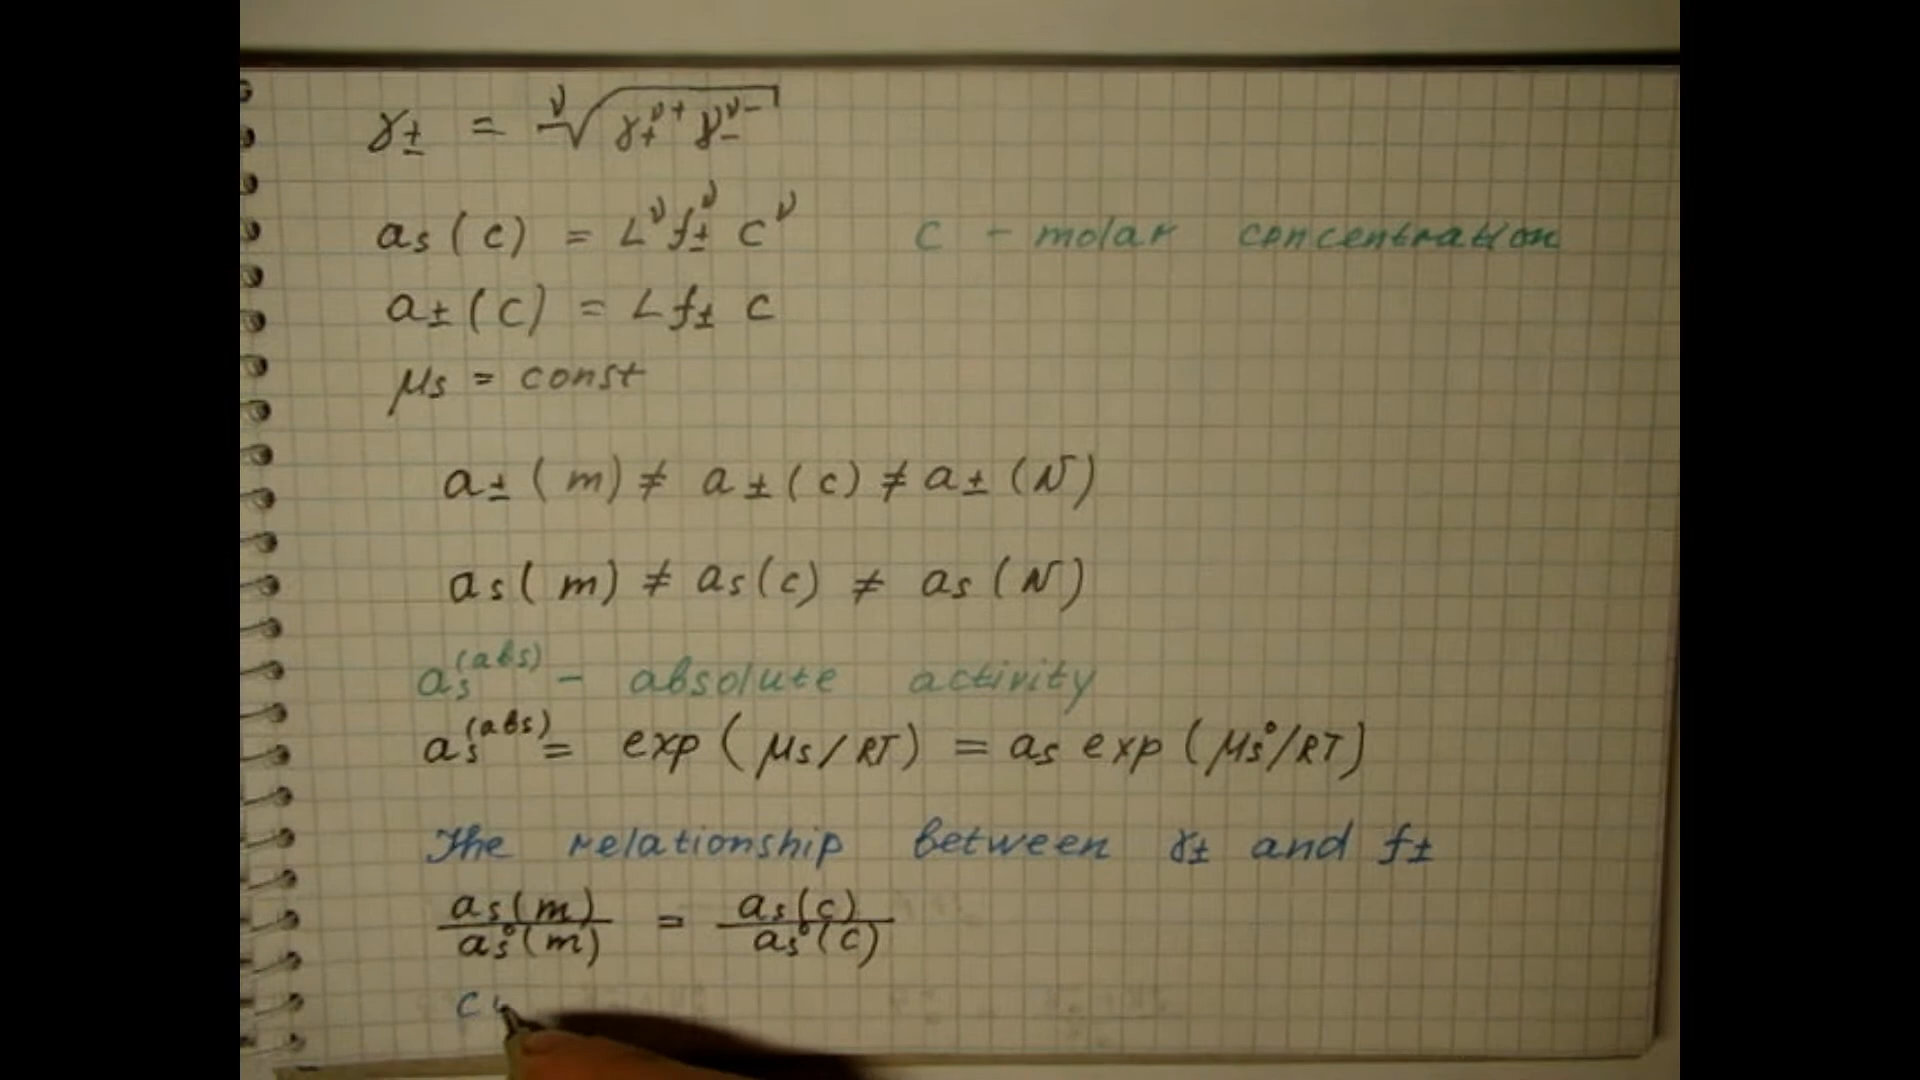 γ± = ᵛ√(γ₊^ν+ γ₋^ν−)
as(c) = L^ν f±^ν c^ν c - molar concentration
a±(c) = L f± c
μs = const
a±(m) ≠ a±(c) ≠ a±(N)
as(m) ≠ as(c) ≠ as(N)
as^(abs) - absolute activity
as^(abs) = exp(μs/RT) = as exp(μs°/RT)
The relationship between γ± and f±
as(m)/as°(m) = as(c)/as°(c)
c